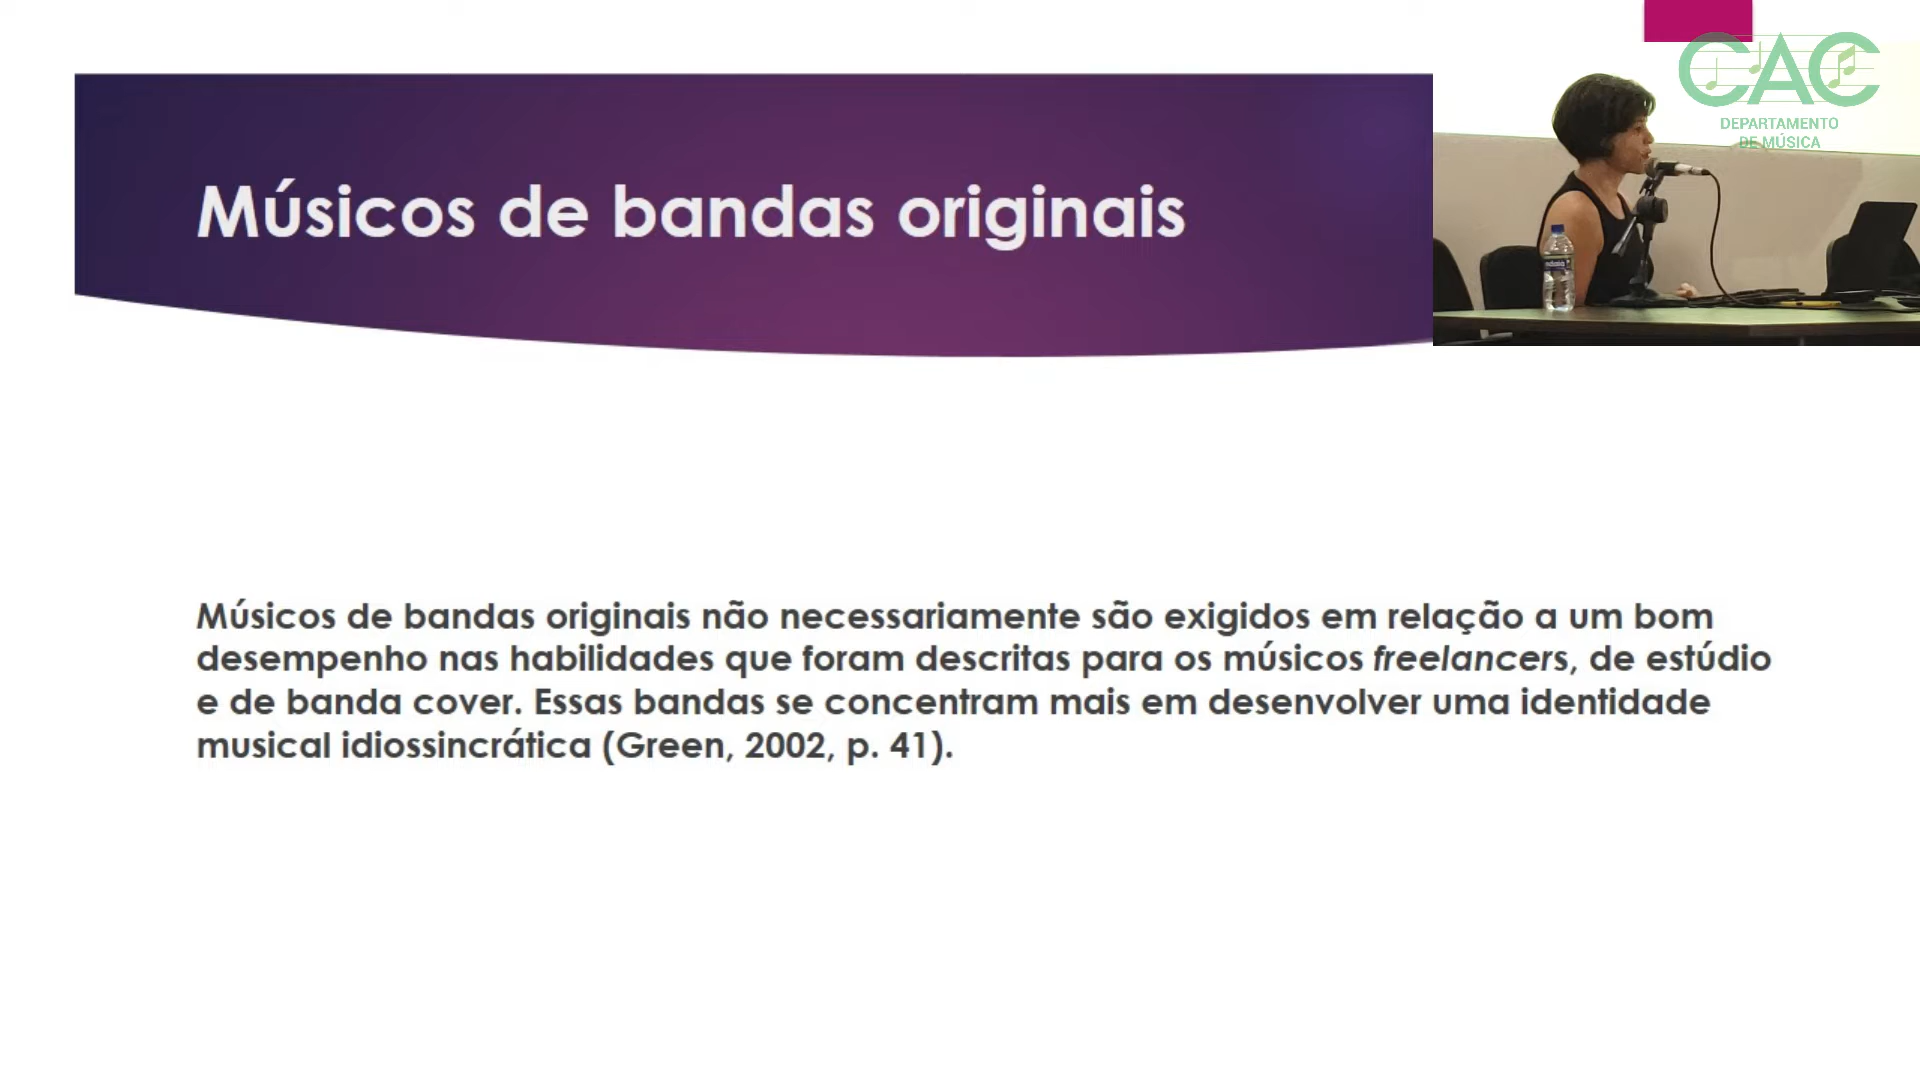 CAC
DEPARTAMENTO
DE MÚSICA
Músicos de bandas originais
Músicos de bandas originais não necessariamente são exigidos em relação a um bom
desempenho nas habilidades que foram descritas para os músicos freelancers, de estúdio
e de banda cover. Essas bandas se concentram mais em desenvolver uma identidade
musical idiossincrática (Green, 2002, p. 41).